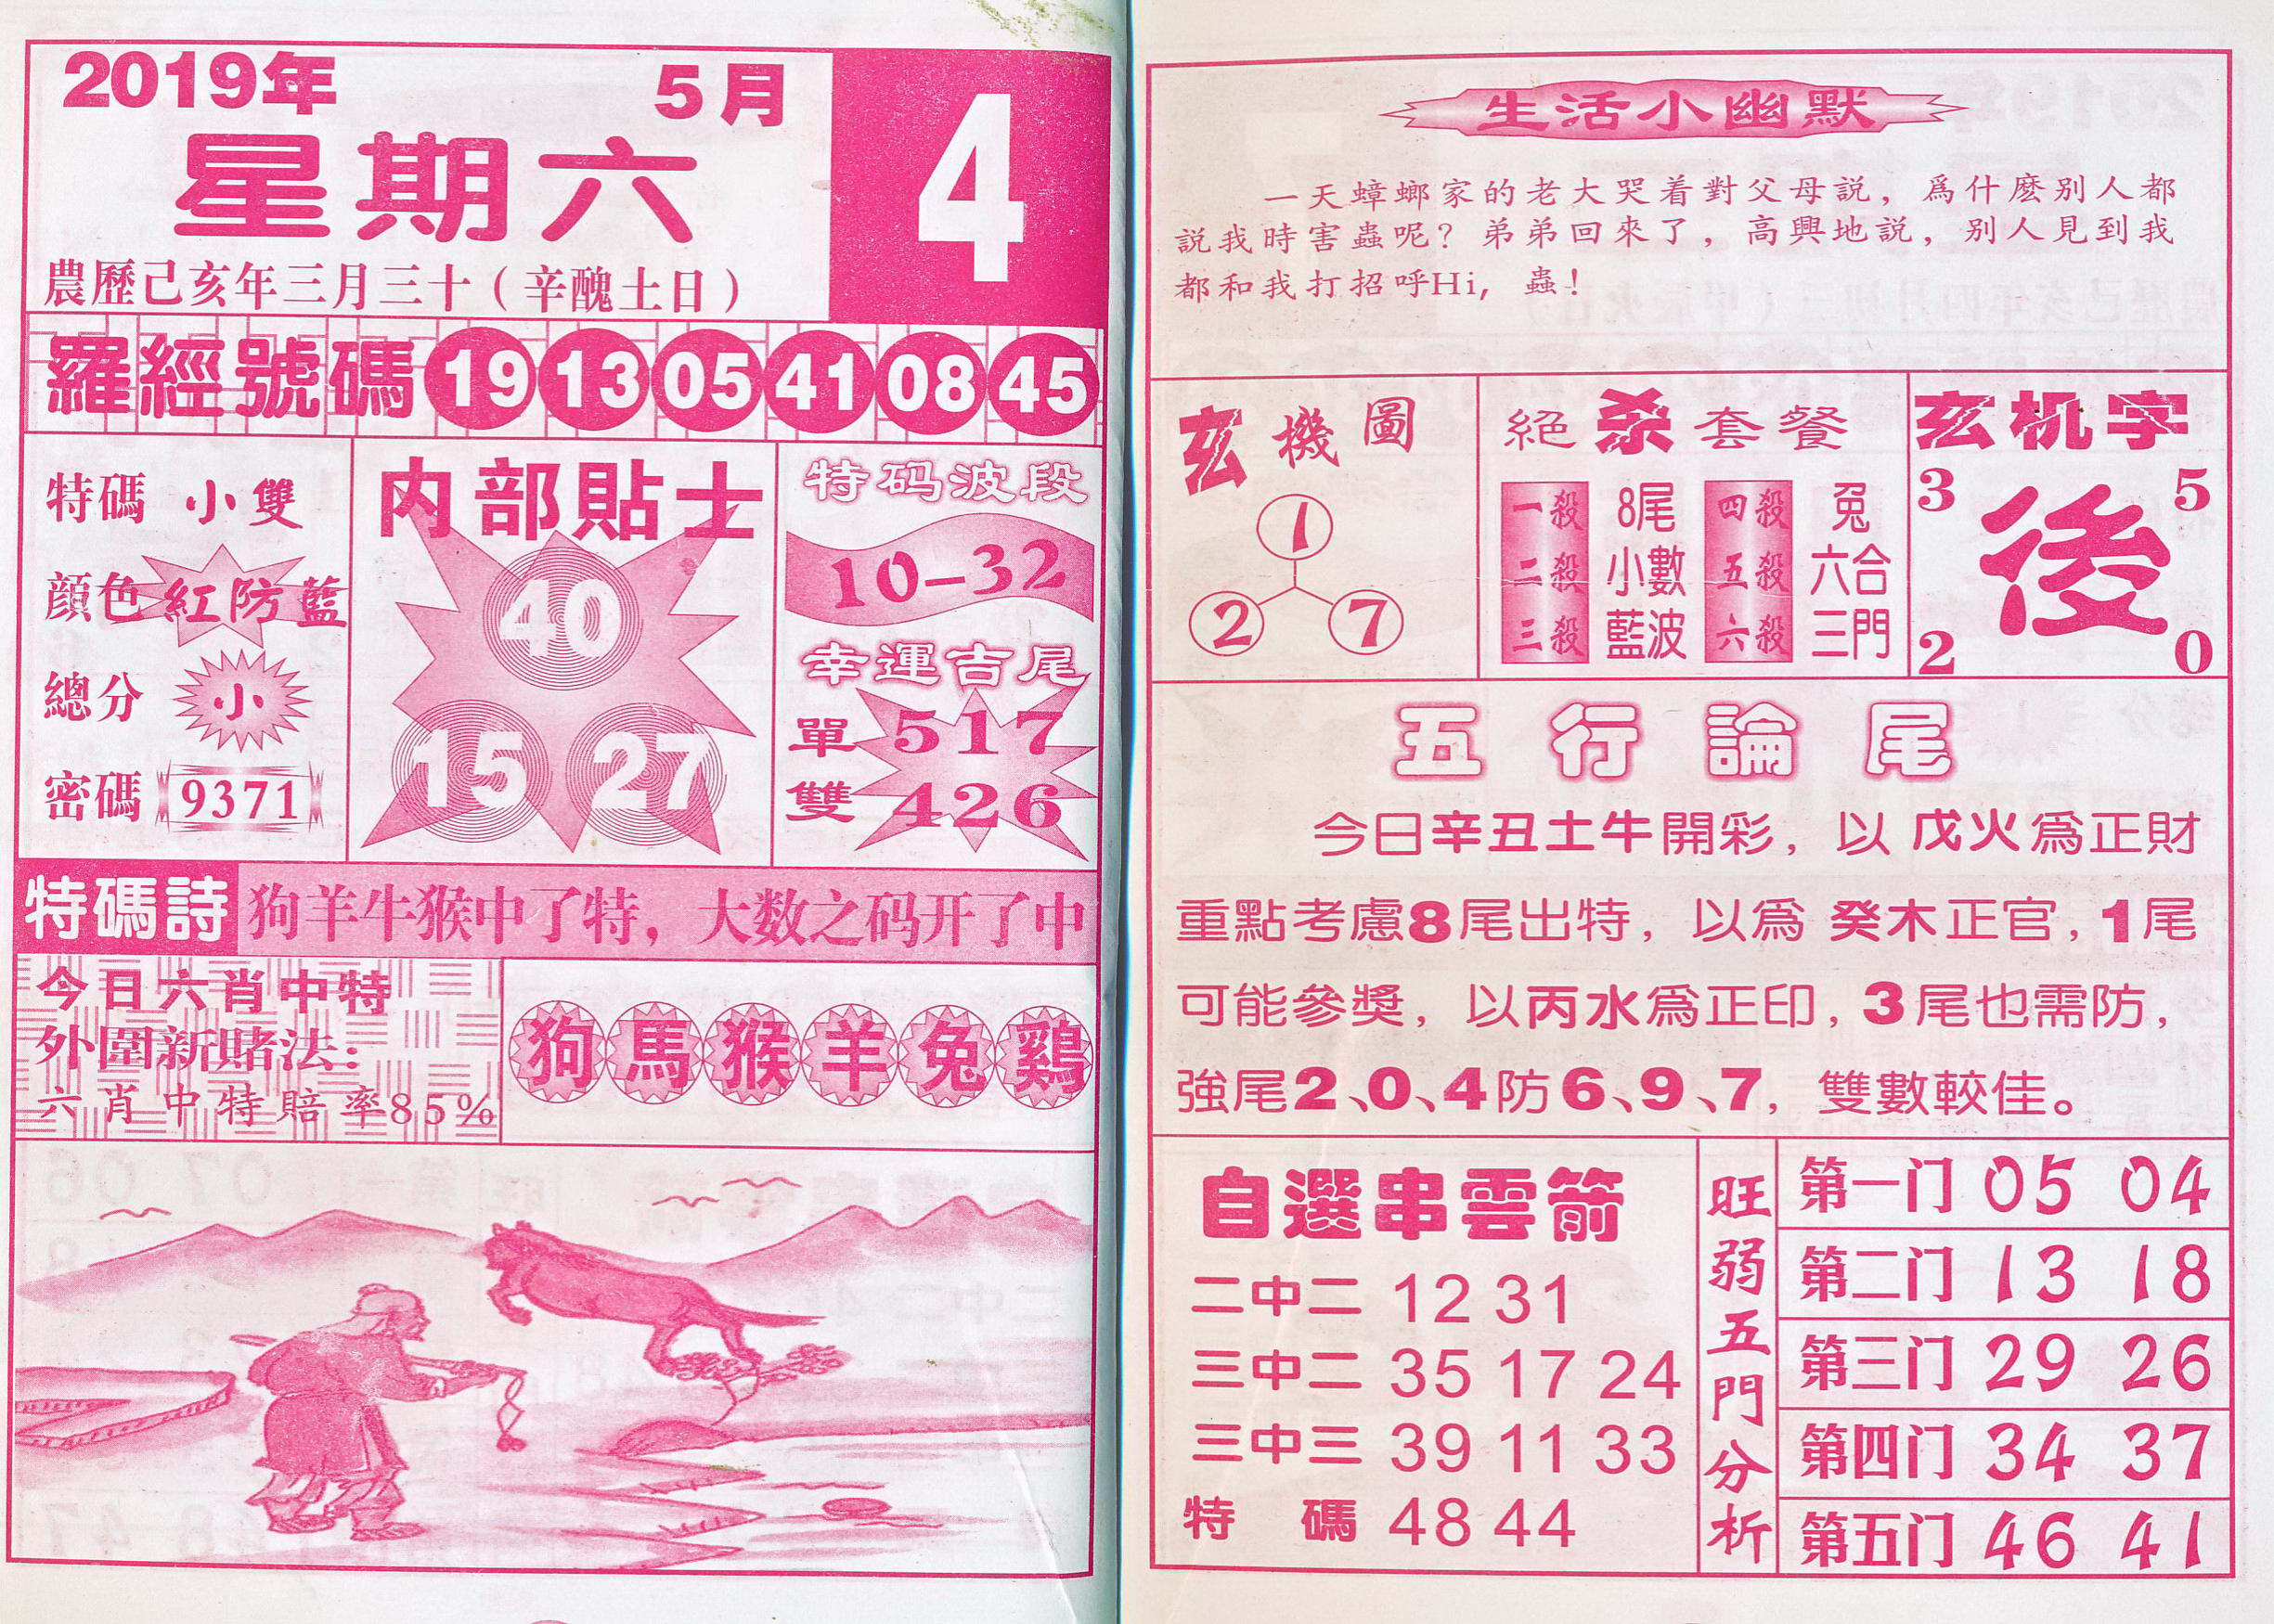 2019年 5月
4
星期六
農歷己亥年三月三十(辛醜土日)
羅經號碼 19 13 05 41 08 45
特碼 小雙
顔色 紅防藍
總分 小
密碼 9371
内部貼士
40
15 27
特码波段
10-32
幸運吉尾
單 517
雙 426
特碼詩 狗羊牛猴中了特，大数之码开了中
今日六肖中特
外圍新賭法:
六肖中特賠率85%
狗 馬 猴 羊 兔 鷄
生活小幽默
一天蟑螂家的老大哭着對父母説，爲什麽别人都
説我時害蟲呢？弟弟回來了，高興地説，别人見到我
都和我打招呼Hi，蟲！
玄機圖
1
2 7
絕杀套餐
一殺 8尾 四殺 兔
二殺 小數 五殺 六合
三殺 藍波 六殺 三門
玄机字
3 5
後
2 0
五行論尾
今日辛丑土牛開彩，以戊火爲正財
重點考慮8尾出特，以爲癸木正官，1尾
可能參獎，以丙水爲正印，3尾也需防，
強尾2、0、4防6、9、7，雙數較佳。
自選串雲箭
二中二 12 31
三中二 35 17 24
三中三 39 11 33
特碼 48 44
旺弱五門分析
第一门 05 04
第二门 13 18
第三门 29 26
第四门 34 37
第五门 46 41